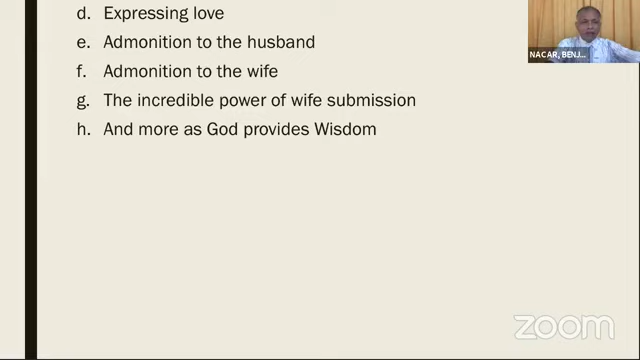 d. Expressing love
NACAR, BENJ...
e. Admonition to the husband
f. Admonition to the wife
g. The incredible power of wife submission
h. And more as God provides Wisdom
zoom